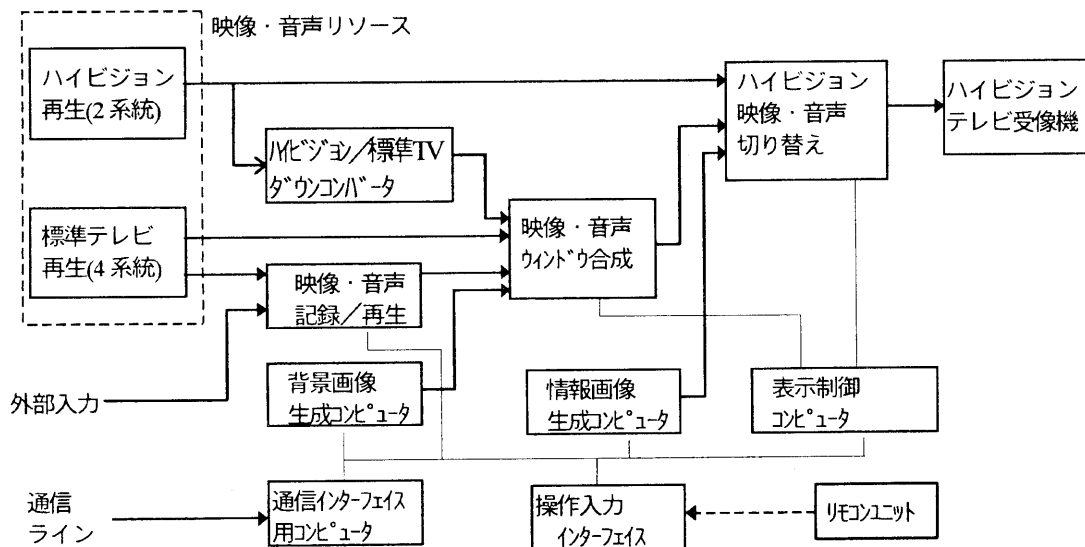 映像・音声リソース
ハイビジョン
再生(2系統)
ハイビジョン
映像・音声
切り替え
ハイビジョン
テレビ受像機
ﾊｲﾋﾞｼﾞｮﾝ／標準TV
ﾀﾞｳﾝｺﾝﾊﾞｰﾀ
標準テレビ
再生(4系統)
映像・音声
ｳｨﾝﾄﾞｳ合成
映像・音声
記録／再生
外部入力
背景画像
生成ｺﾝﾋﾟｭｰﾀ
情報画像
生成ｺﾝﾋﾟｭｰﾀ
表示制御
ｺﾝﾋﾟｭｰﾀ
通信
ライン
通信ｲﾝﾀｰﾌｪｲｽ
用ｺﾝﾋﾟｭｰﾀ
操作入力
ｲﾝﾀｰﾌｪｲｽ
ﾘﾓｺﾝﾕﾆｯﾄ